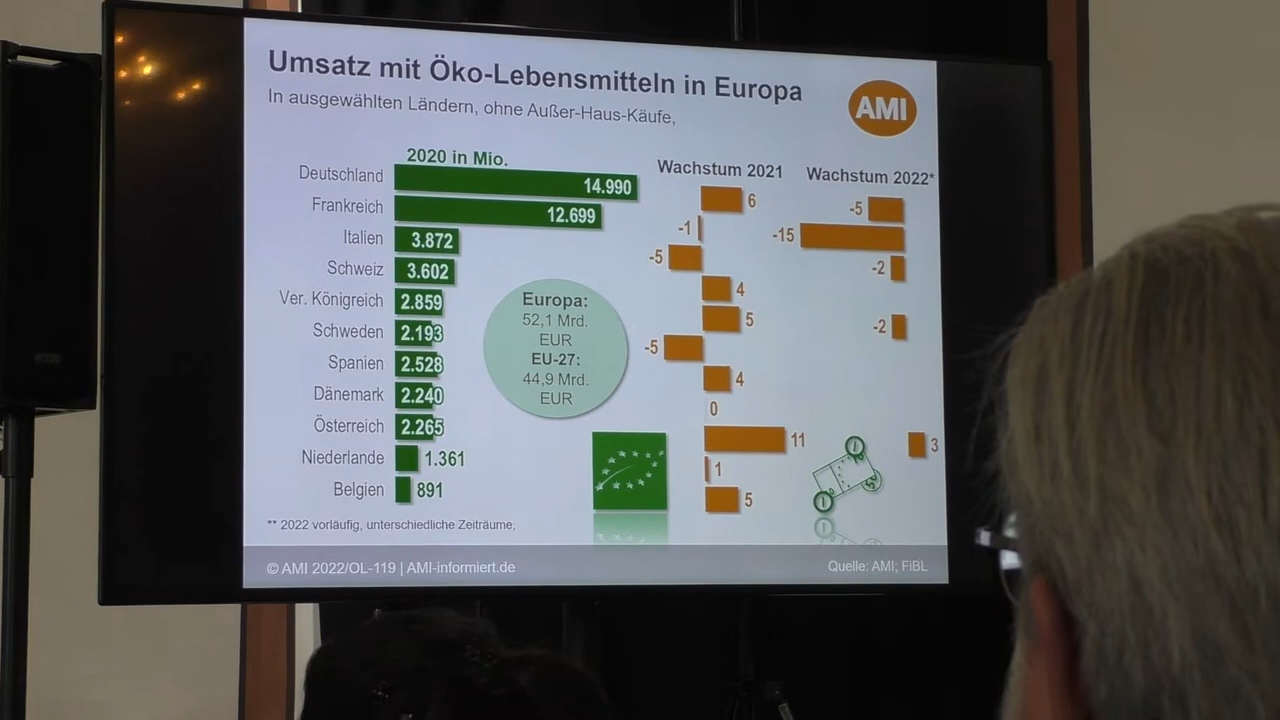 Umsatz mit Öko-Lebensmitteln in Europa
In ausgewählten Ländern, ohne Außer-Haus-Käufe,
AMI
2020 in Mio. Wachstum 2021 Wachstum 2022*
Deutschland 14.990 6 -5
Frankreich 12.699 -1 -15
Italien 3.872 -5 -2
Schweiz 3.602 4
Ver. Königreich 2.859 5 -2
Schweden 2.193 -5
Spanien 2.528 4
Dänemark 2.240 0
Österreich 2.265 11 3
Niederlande 1.361 1
Belgien 891 5
Europa:
52,1 Mrd.
EUR
EU-27:
44,9 Mrd.
EUR
** 2022 vorläufig, unterschiedliche Zeiträume;
© AMI 2022/OL-119 | AMI-informiert.de
Quelle: AMI; FiBL